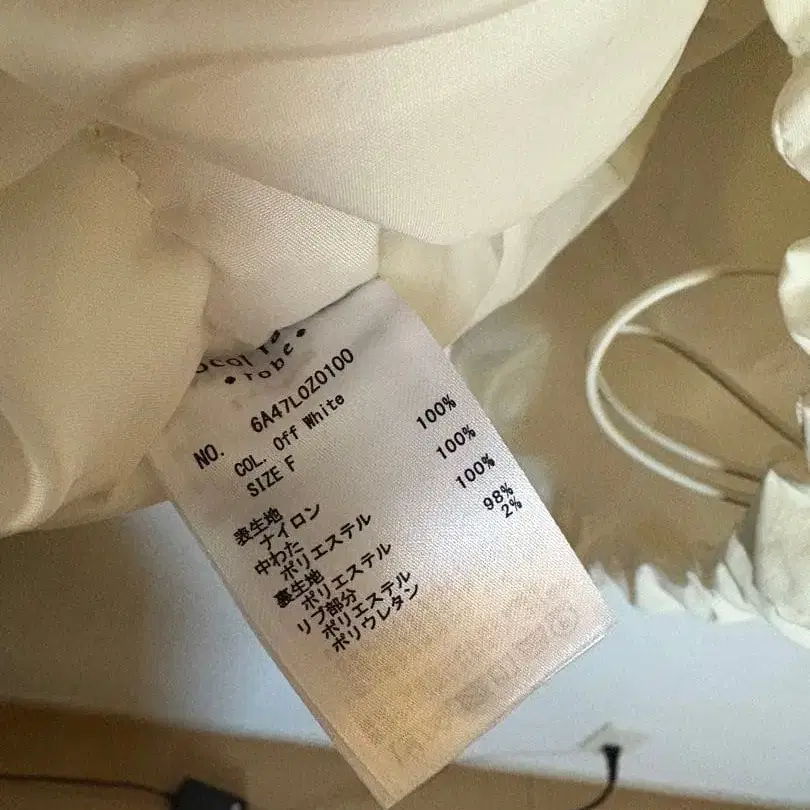 • robe •
NO. 6A47L0Z0100
COL. Off White
SIZE F
表生地
ナイロン 100%
中わた
ポリエステル 100%
裏生地
ポリエステル 100%
リブ部分
ポリエステル 98%
ポリウレタン 2%